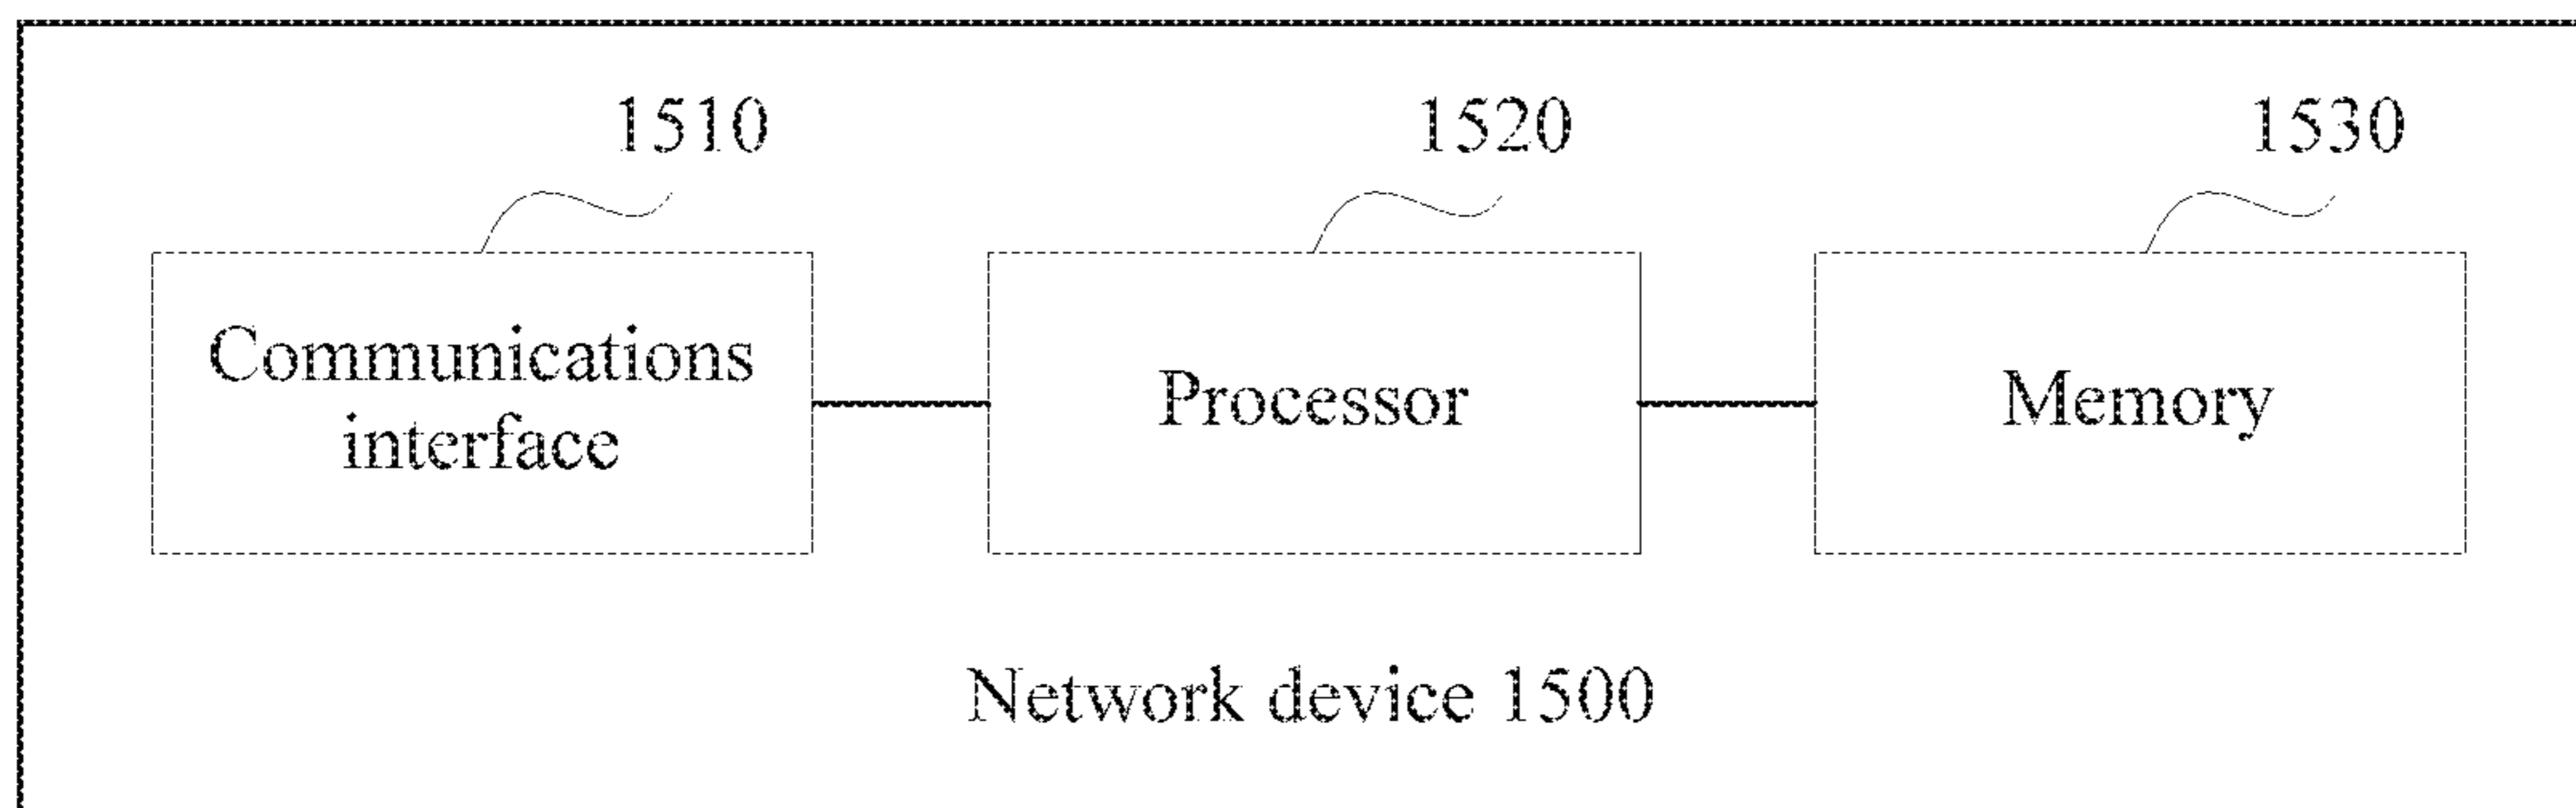 1510
1520
1530
Communications
interface
Processor
Memory
Network device 1500